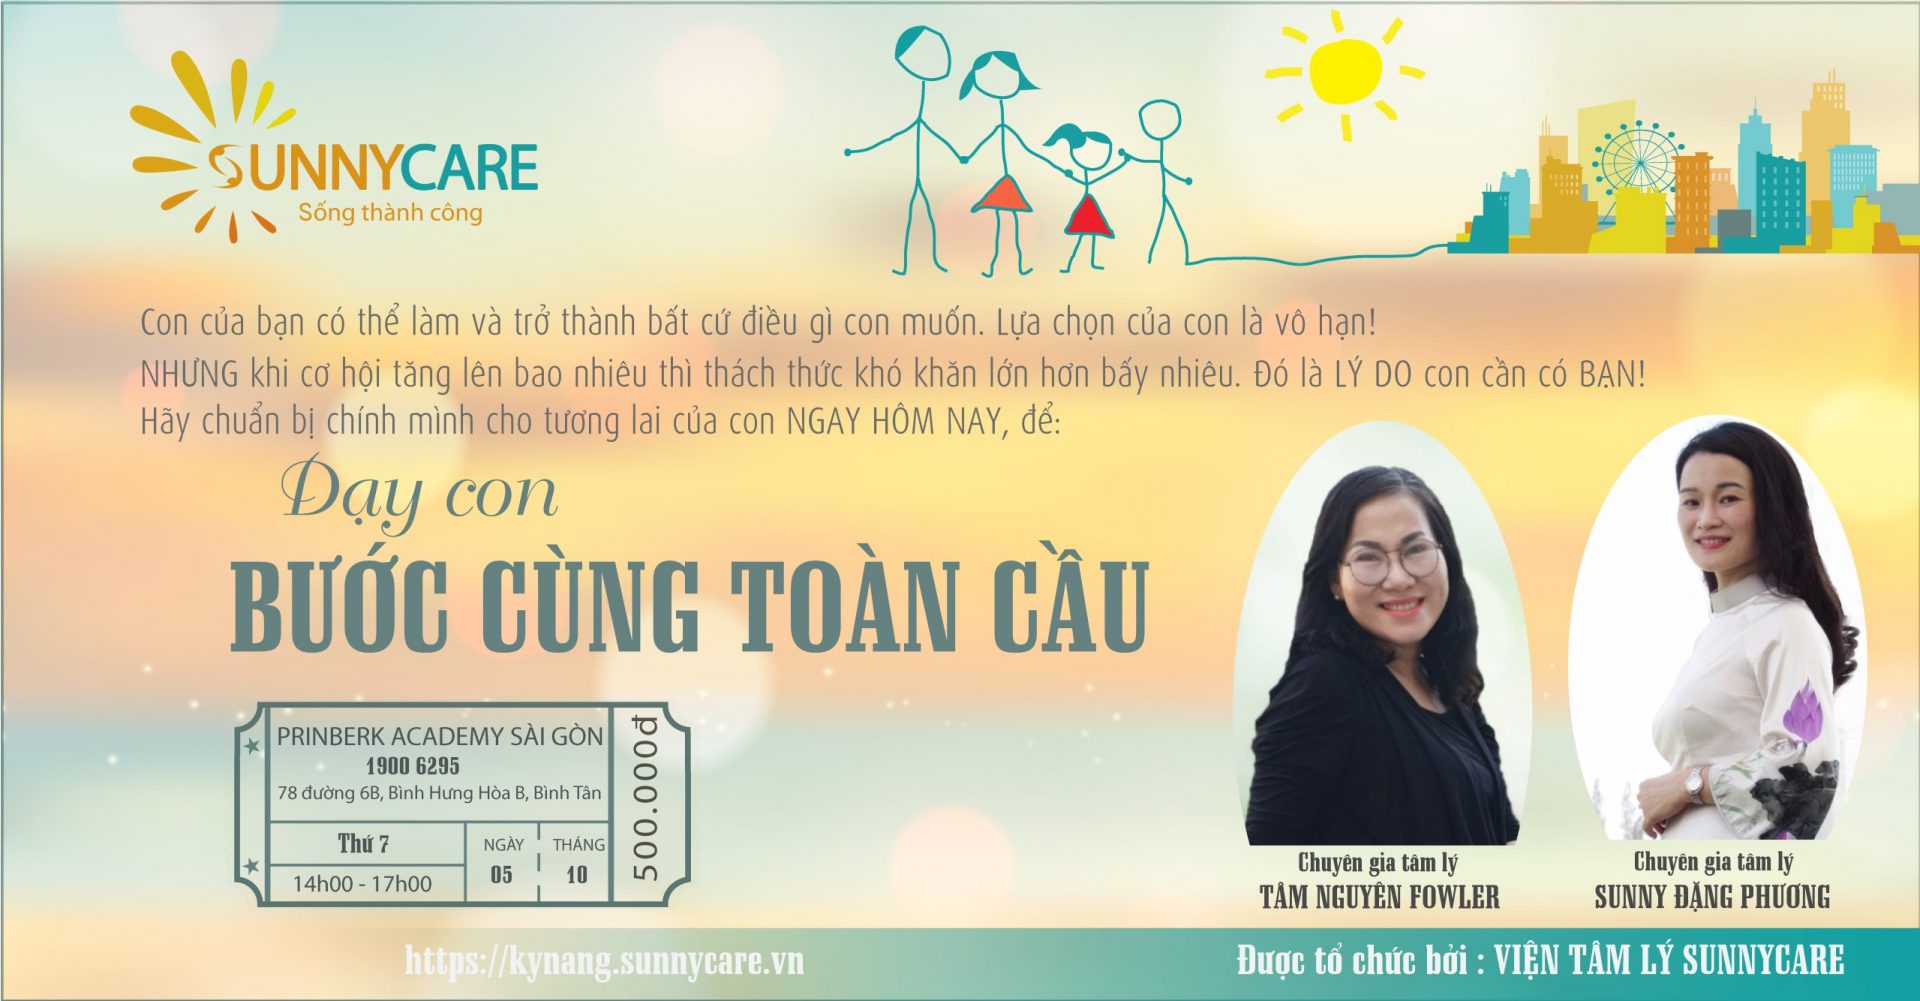 SUNNYCARE
Sống thành công
Con của bạn có thể làm và trở thành bất cứ điều gì con muốn. Lựa chọn của con là vô hạn!
NHƯNG khi cơ hội tăng lên bao nhiêu thì thách thức khó khăn lớn hơn bấy nhiêu. Đó là LÝ DO con cần có BẠN!
Hãy chuẩn bị chính mình cho tương lai của con NGAY HÔM NAY, để:
Dạy con
BƯỚC CÙNG TOÀN CẦU
PRINBERK ACADEMY SÀI GÒN
1900 6295
78 đường 6B, Bình Hưng Hòa B, Bình Tân
Thứ 7
14h00 - 17h00
NGÀY THÁNG
05 10
500.000đ
Chuyên gia tâm lý
TÂM NGUYÊN FOWLER
Chuyên gia tâm lý
SUNNY ĐẶNG PHƯƠNG
https://kynang.sunnycare.vn
Được tổ chức bởi : VIỆN TÂM LÝ SUNNYCARE